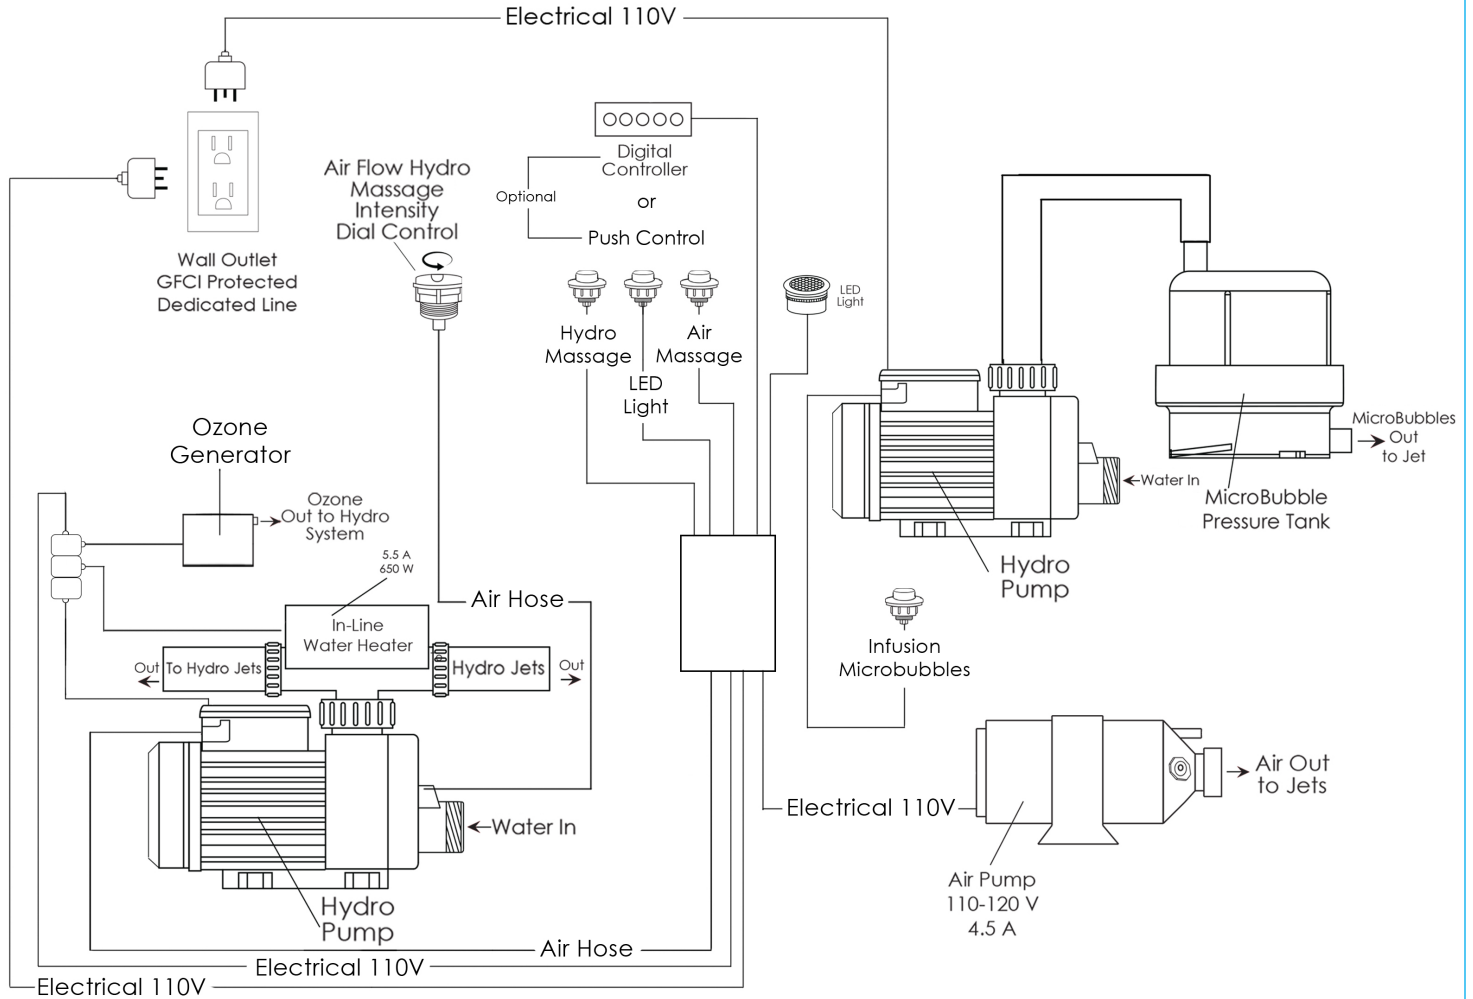 Electrical 110V
Wall Outlet
GFCI Protected
Dedicated Line
Air Flow Hydro
Massage
Intensity
Dial Control
Digital
Controller
Optional
or
Push Control
Hydro
Massage
LED
Light
Air
Massage
LED
Light
MicroBubbles
Out
to Jet
Water In
MicroBubble
Pressure Tank
Hydro
Pump
Ozone
Generator
Ozone
Out to Hydro
System
5.5 A
650 W
Air Hose
In-Line
Water Heater
Out
To Hydro Jets
To
Hydro Jets
Out
Infusion
Microbubbles
Water In
Hydro
Pump
Electrical 110V
Air Out
to Jets
Air Pump
110-120 V
4.5 A
Air Hose
Electrical 110V
Electrical 110V